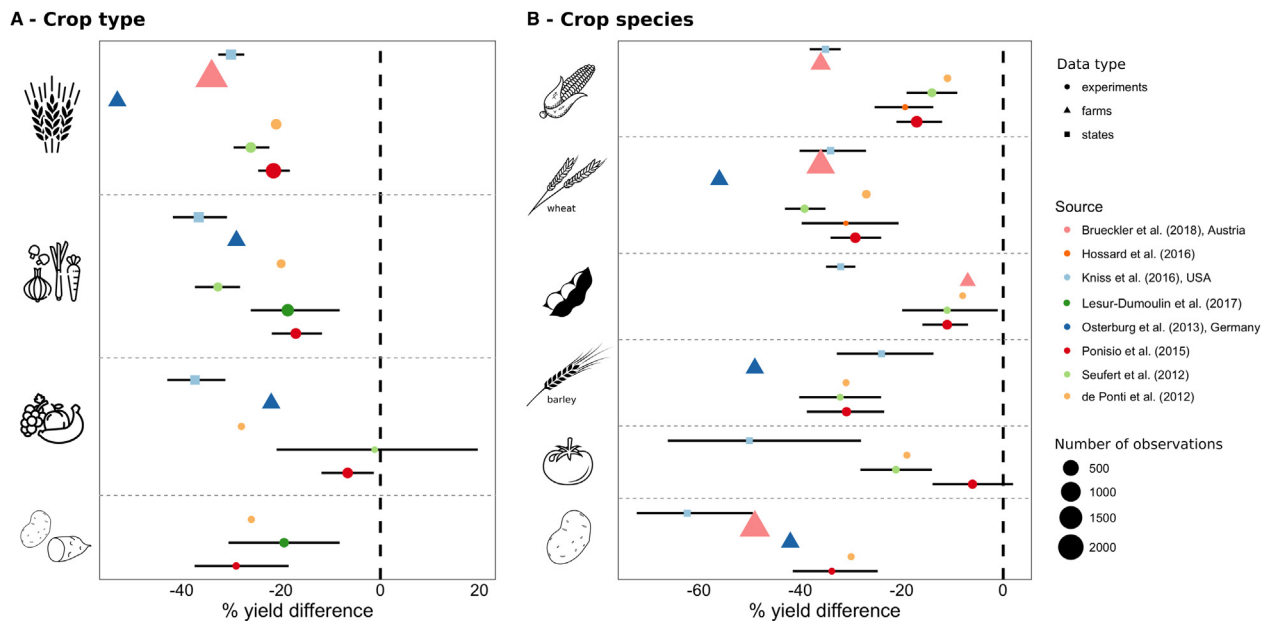 A - Crop type
B - Crop species
wheat
barley
-40
-20
0
20
% yield difference
-60
-40
-20
0
% yield difference
Data type
experiments
farms
states
Source
Brueckler et al. (2018), Austria
Hossard et al. (2016)
Kniss et al. (2016), USA
Lesur-Dumoulin et al. (2017)
Osterburg et al. (2013), Germany
Ponisio et al. (2015)
Seufert et al. (2012)
de Ponti et al. (2012)
Number of observations
500
1000
1500
2000